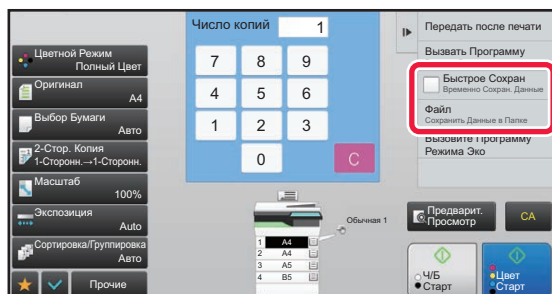 Число копий 1
Передать после печати
Вызвать Программу
Цветной Режим
Полный Цвет
Быстрое Сохран
Временно Сохран. Данные
Оригинал
A4
Файл
Сохранить Данные в Папке
Выбор Бумаги
Авто
Вызовите Программу
Режима Эко
2-Стор. Копия
1-Сторонн.→1-Сторонн.
Масштаб
100%
Экспозиция
Auto
Сортировка/Группировка
Авто
Прочие
7 8 9
4 5 6
1 2 3
0 C
Обычная 1
1 A4
2 A4
3 A5
4 B5
Предварит.
Просмотр
CA
Ч/Б
Старт
Цвет
Старт